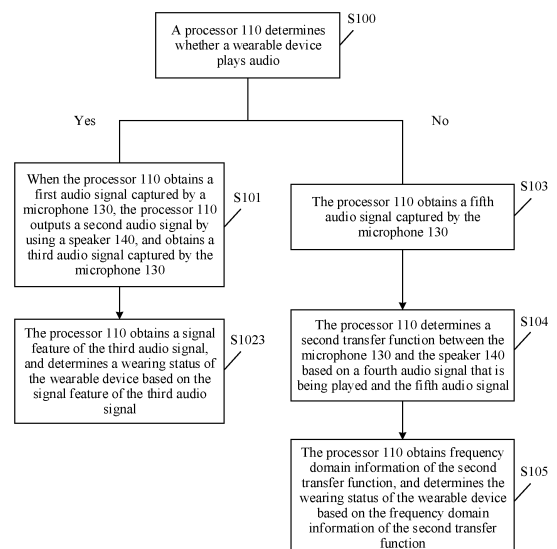 S100
A processor 110 determines
whether a wearable device
plays audio
Yes
No
When the processor 110 obtains a
first audio signal captured by a
microphone 130, the processor 110
outputs a second audio signal by
using a speaker 140, and obtains a
third audio signal captured by the
microphone 130
S101
The processor 110 obtains a fifth
audio signal captured by the
microphone 130
S103
The processor 110 obtains a signal
feature of the third audio signal,
and determines a wearing status
of the wearable device based on the
signal feature of the third audio
signal
S1023
The processor 110 determines a
second transfer function between the
microphone 130 and the speaker 140
based on a fourth audio signal that is
being played and the fifth audio signal
S104
The processor 110 obtains frequency
domain information of the second
transfer function, and determines the
wearing status of the wearable device
based on the frequency domain
information of the second transfer
function
S105